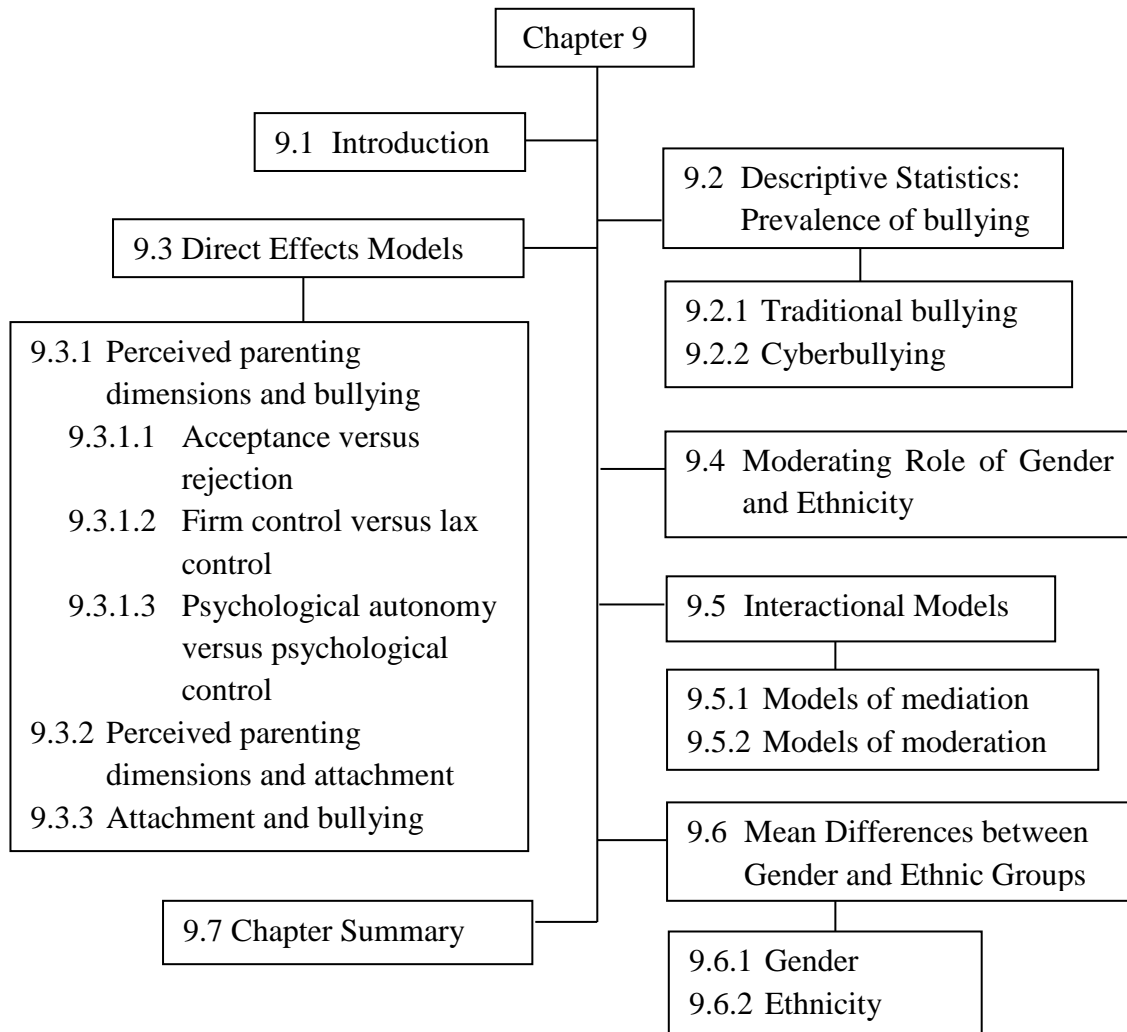 Chapter 9
9.1 Introduction
9.2 Descriptive Statistics:
Prevalence of bullying
9.2.1 Traditional bullying
9.2.2 Cyberbullying
9.3 Direct Effects Models
9.3.1 Perceived parenting
dimensions and bullying
9.3.1.1 Acceptance versus
rejection
9.3.1.2 Firm control versus lax
control
9.3.1.3 Psychological autonomy
versus psychological
control
9.3.2 Perceived parenting
dimensions and attachment
9.3.3 Attachment and bullying
9.4 Moderating Role of Gender
and Ethnicity
9.5 Interactional Models
9.5.1 Models of mediation
9.5.2 Models of moderation
9.6 Mean Differences between
Gender and Ethnic Groups
9.6.1 Gender
9.6.2 Ethnicity
9.7 Chapter Summary